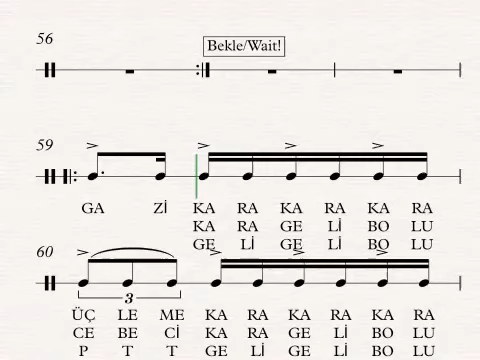 56
Bekle/Wait!
59
GA Zİ KA RA KA RA KA RA
KA RA GE Lİ BO LU
GE Lİ GE Lİ BO LU
60
3
ÜÇ LE ME KA RA KA RA KA RA
CE BE Cİ KA RA GE Lİ BO LU
P T T GE Lİ GE Lİ BO LU